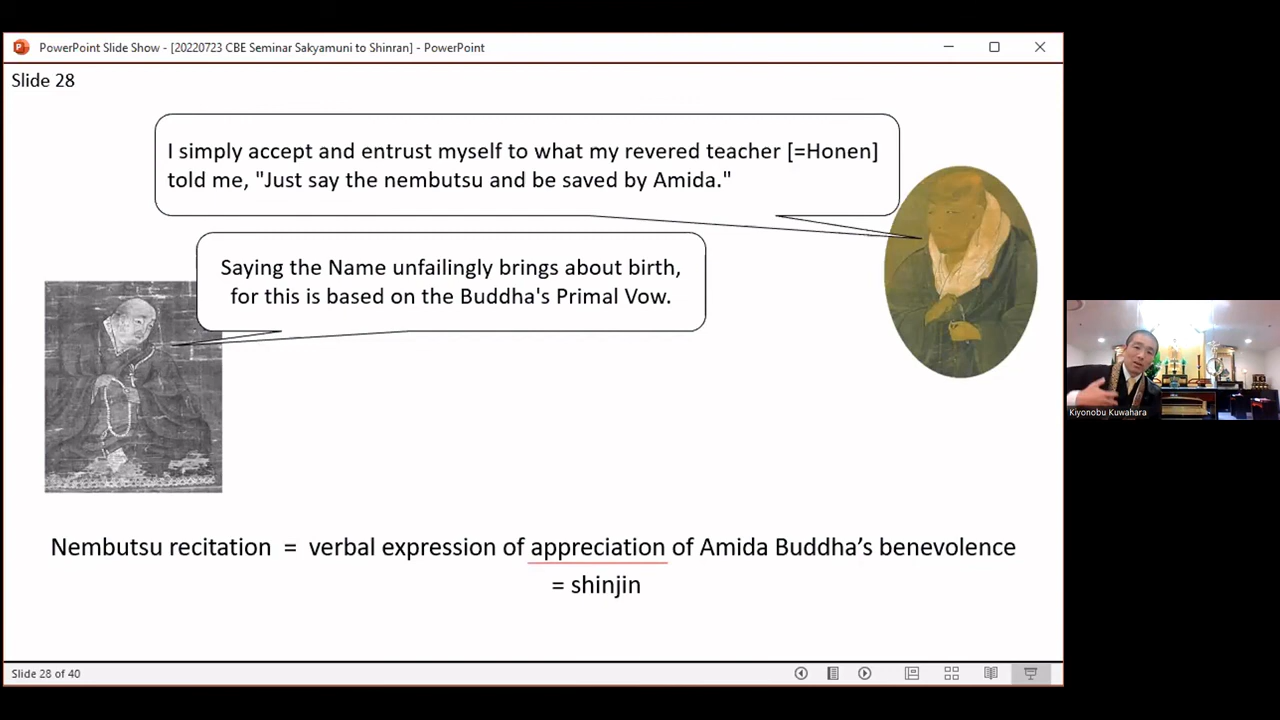 PowerPoint Slide Show - [20220723 CBE Seminar Sakyamuni to Shinran] - PowerPoint
Slide 28
I simply accept and entrust myself to what my revered teacher [=Honen]
told me, "Just say the nembutsu and be saved by Amida."
Saying the Name unfailingly brings about birth,
for this is based on the Buddha's Primal Vow.
Kiyonobu Kuwahara
Nembutsu recitation = verbal expression of appreciation of Amida Buddha’s benevolence
= shinjin
Slide 28 of 40